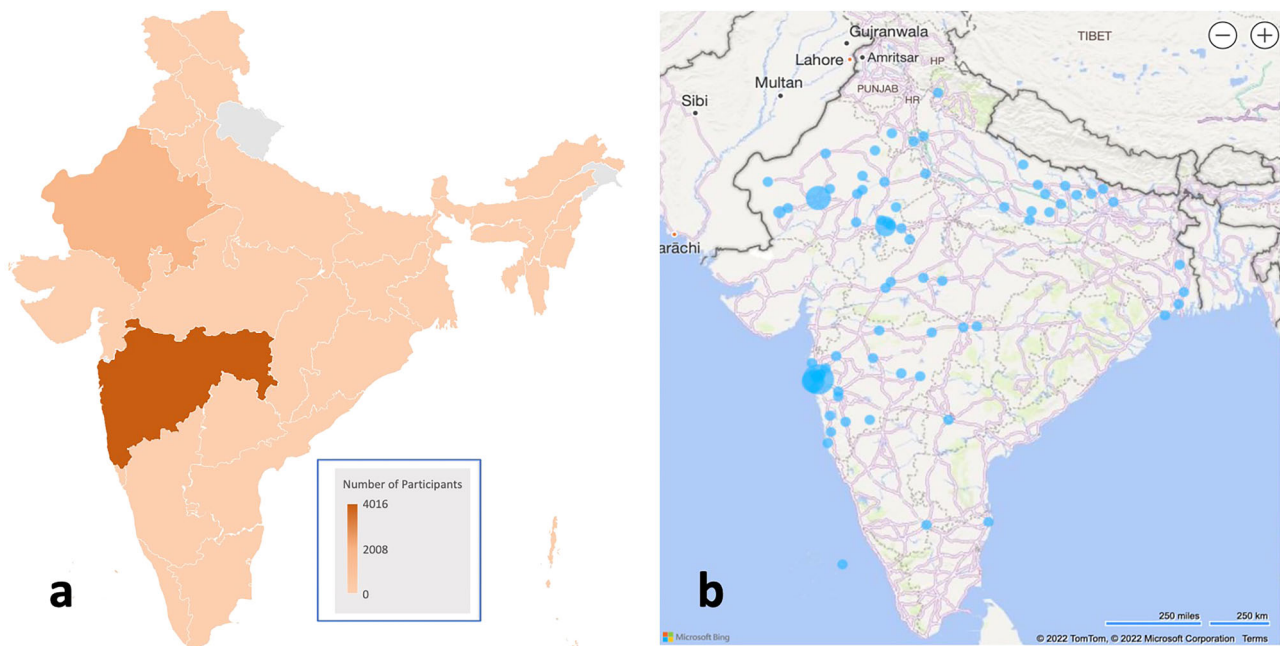 Number of Participants
4016
2008
0
a
TIBET
Gujranwala
Lahore
Amritsar
HP
Multan
PUNJAB
HR
Sibi
arāchi
b
250 miles
250 km
Microsoft Bing
© 2022 TomTom, © 2022 Microsoft Corporation Terms